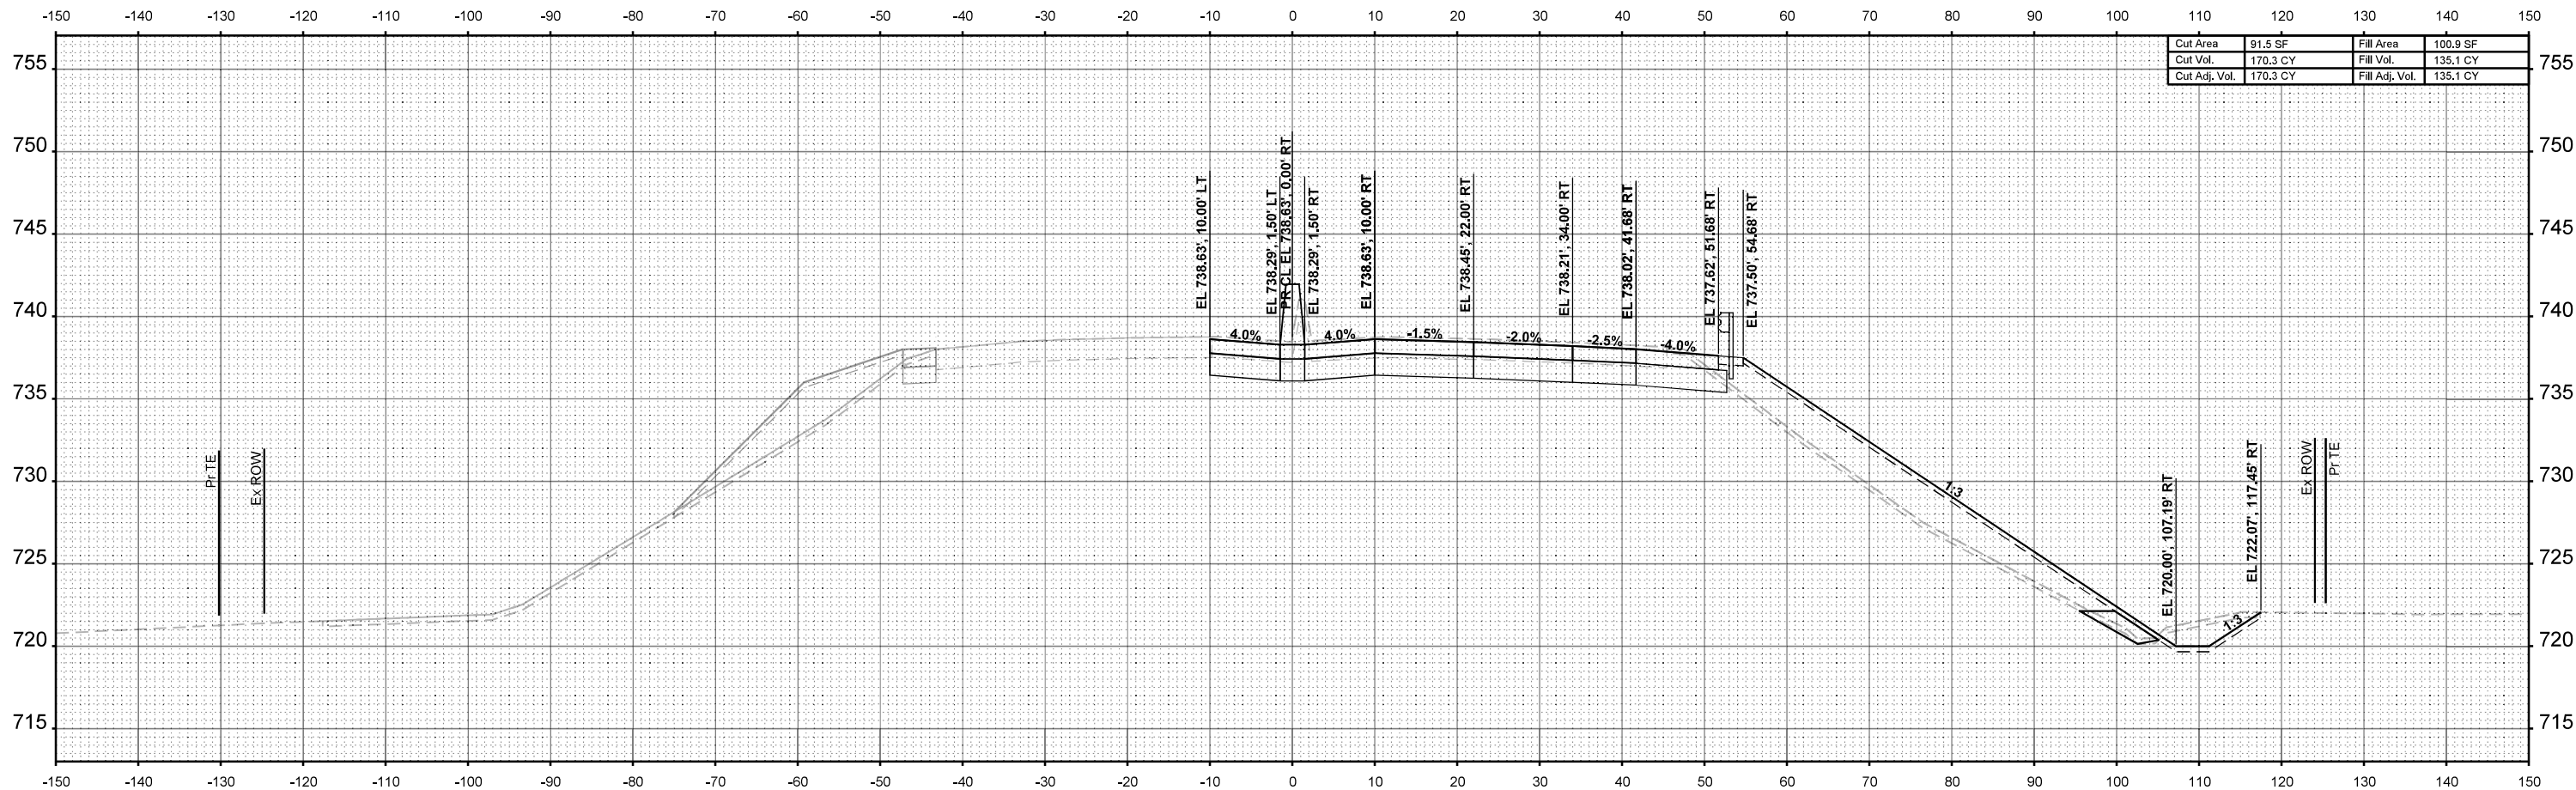 -150 -140 -130 -120 -110 -100 -90 -80 -70 -60 -50 -40 -30 -20 -10 0 10 20 30 40 50 60 70 80 90 100 110 120 130 140 150
Cut Area 91.5 SF Fill Area 100.9 SF
Cut Vol. 170.3 CY Fill Vol. 135.1 CY
Cut Adj. Vol. 170.3 CY Fill Adj. Vol. 135.1 CY
755 755
750 750
745 745
740 740
735 735
730 730
725 725
720 720
715 715
Pr TE
Ex ROW
EL 738.63', 10.00' LT
EL 738.29', 1.50' LT
PR CL EL 738.63', 0.00' RT
EL 738.29', 1.50' RT
EL 738.63', 10.00' RT
EL 738.45', 22.00' RT
EL 738.21', 34.00' RT
EL 738.02', 41.68' RT
EL 737.62', 51.68' RT
EL 737.50', 54.68' RT
4.0% 4.0% -1.5% -2.0% -2.5% -4.0%
1:3
EL 720.00', 107.19' RT
1:3
EL 722.07', 117.45' RT
Ex ROW
Pr TE
-150 -140 -130 -120 -110 -100 -90 -80 -70 -60 -50 -40 -30 -20 -10 0 10 20 30 40 50 60 70 80 90 100 110 120 130 140 150